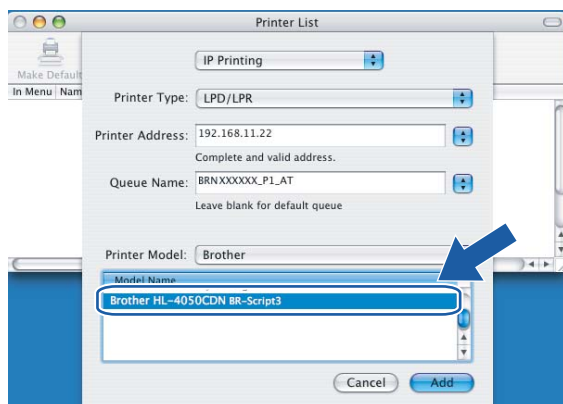 Printer List
IP Printing
Make Default
In Menu Nam
Printer Type: LPD/LPR
Printer Address: 192.168.11.22
Complete and valid address.
Queue Name: BRNXXXXXX_P1_AT
Leave blank for default queue
Printer Model: Brother
Model Name
Brother HL-4050CDN BR-Script3
Cancel Add